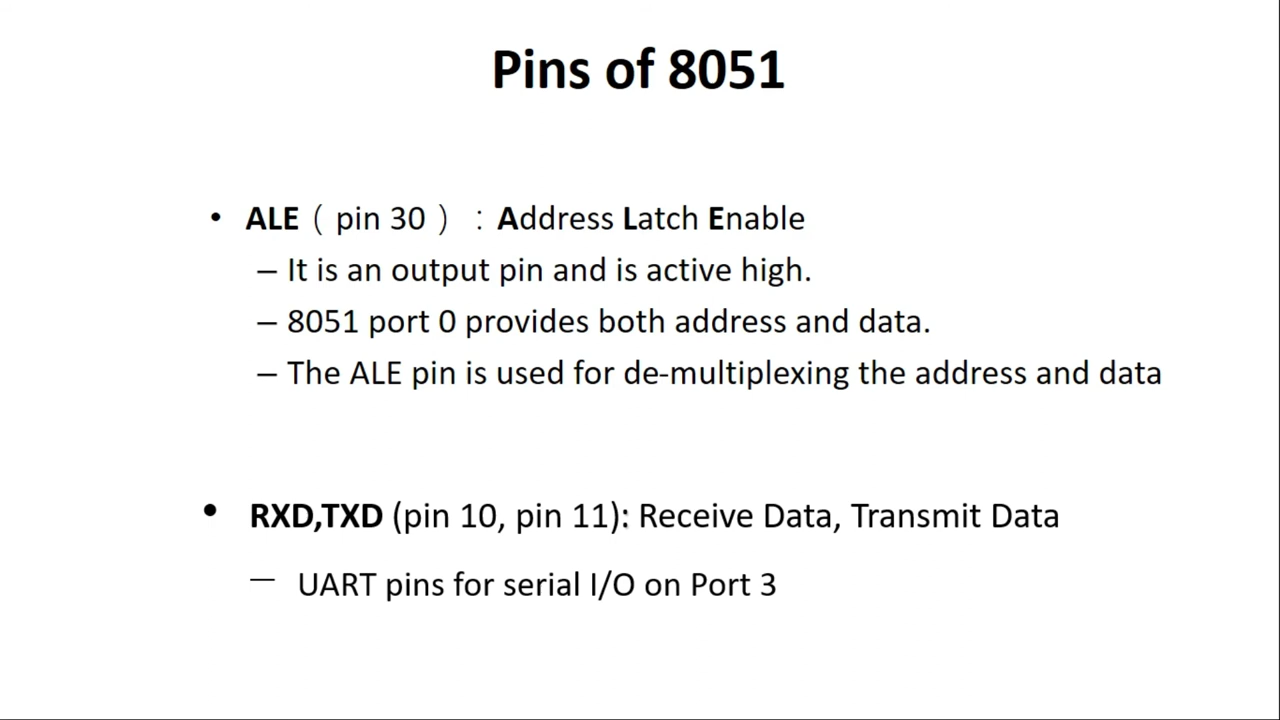 Pins of 8051
• ALE（pin 30）：Address Latch Enable
– It is an output pin and is active high.
– 8051 port 0 provides both address and data.
– The ALE pin is used for de-multiplexing the address and data
• RXD,TXD (pin 10, pin 11): Receive Data, Transmit Data
— UART pins for serial I/O on Port 3